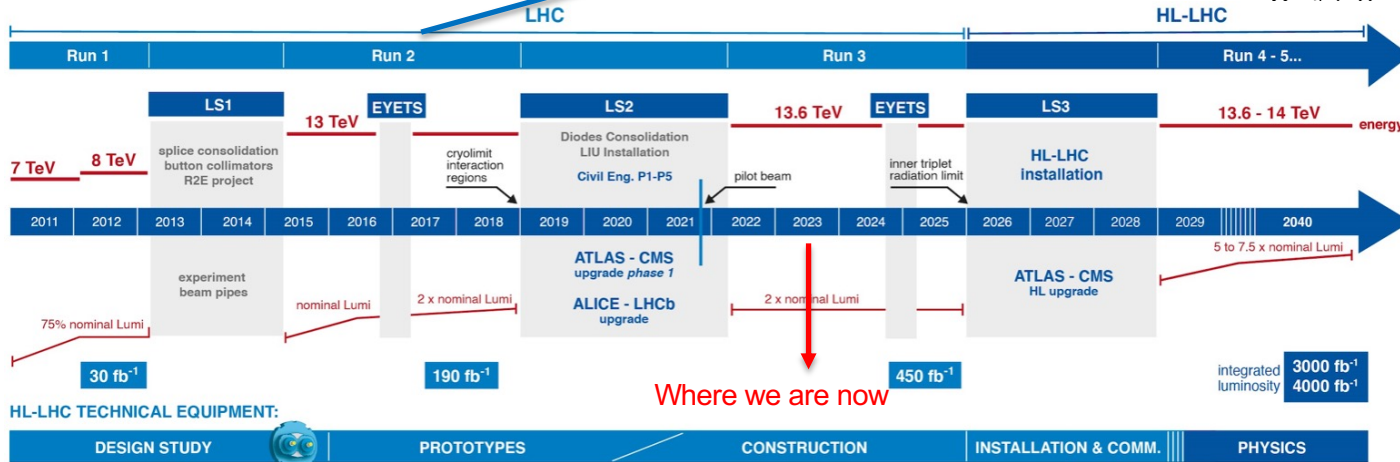 LHC
HL-LHC
Run 1
Run 2
Run 3
Run 4 - 5...
LS1
EYETS
LS2
EYETS
LS3
13 TeV
13.6 TeV
13.6 - 14 TeV
energy
7 TeV
8 TeV
splice consolidation
button collimators
R2E project
cryolimit
interaction
regions
Diodes Consolidation
LIU Installation
Civil Eng. P1-P5
pilot beam
inner triplet
radiation limit
HL-LHC
installation
2011 2012 2013 2014 2015 2016 2017 2018 2019 2020 2021 2022 2023 2024 2025 2026 2027 2028 2029 2040
experiment
beam pipes
ATLAS - CMS
upgrade phase 1
ALICE - LHCb
upgrade
ATLAS - CMS
HL upgrade
5 to 7.5 x nominal Lumi
75% nominal Lumi
nominal Lumi
2 x nominal Lumi
2 x nominal Lumi
30 fb-1
190 fb-1
450 fb-1
integrated
luminosity
3000 fb-1
4000 fb-1
Where we are now
HL-LHC TECHNICAL EQUIPMENT:
DESIGN STUDY
PROTOTYPES
CONSTRUCTION
INSTALLATION & COMM.
PHYSICS